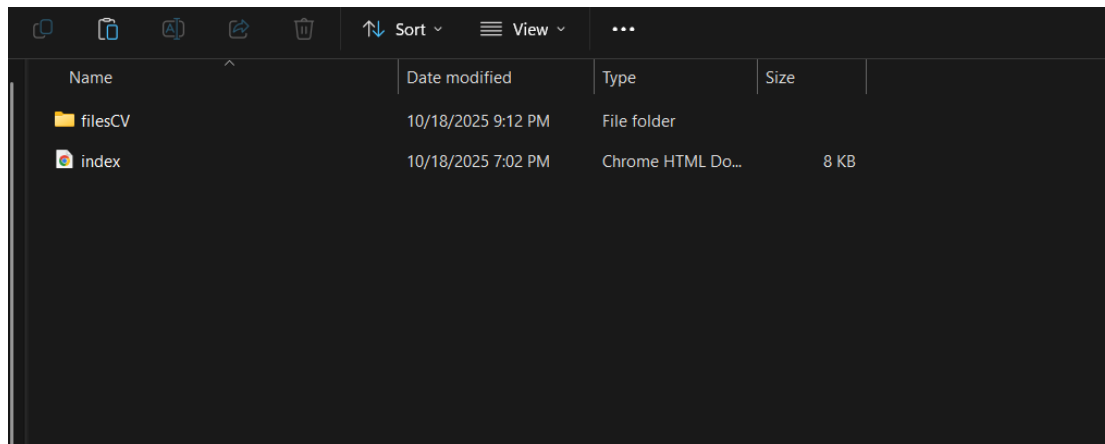 Sort View
Name Date modified Type Size
filesCV 10/18/2025 9:12 PM File folder
index 10/18/2025 7:02 PM Chrome HTML Do... 8 KB